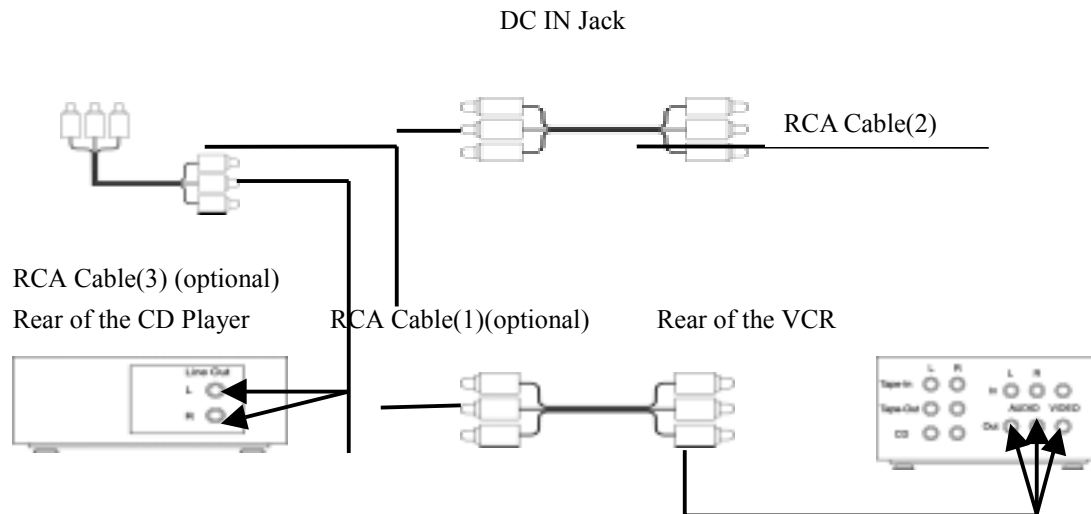 DC IN Jack
RCA Cable(2)
RCA Cable(3) (optional)
Rear of the CD Player
RCA Cable(1)(optional)
Rear of the VCR
Line Out
L
R
L R
Tape-In
Tape-Out
CD
L R
In
AUDIO VIDEO
Out